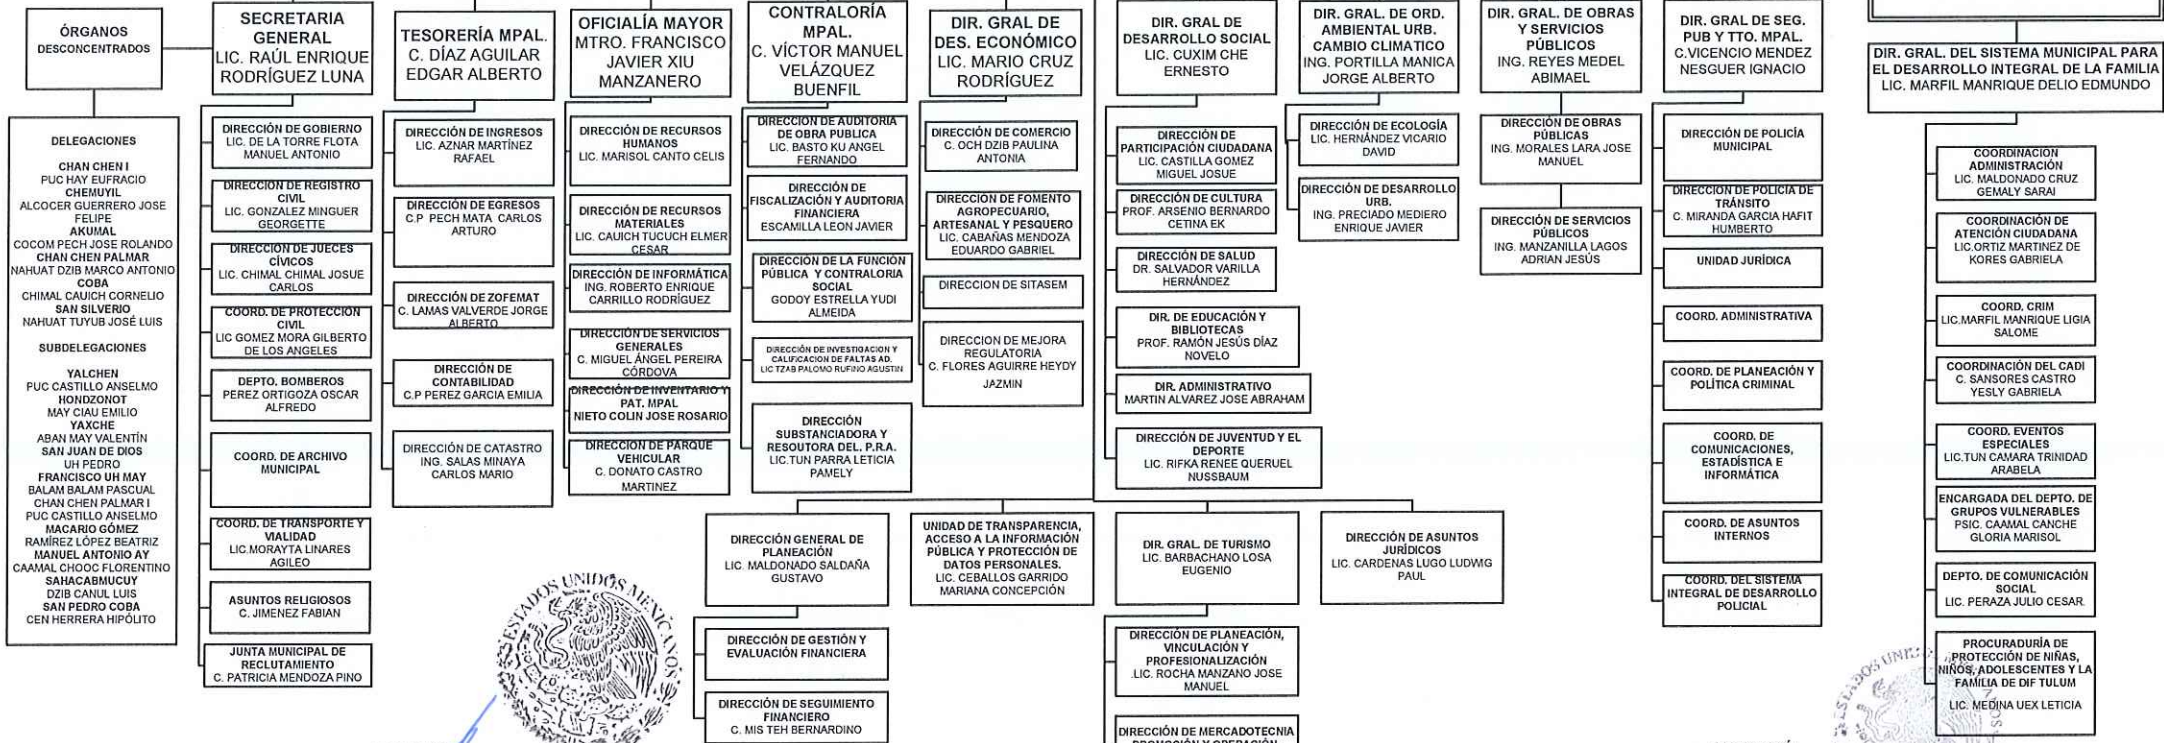 ÓRGANOS
DESCONCENTRADOS
DELEGACIONES
CHAN CHEN I
PUC HAY EUFRACIO
CHEMUYIL
ALCOCER GUERRERO JOSE
FELIPE
AKUMAL
COCOM PECH JOSE ROLANDO
CHAN CHEN PALMAR
NAHUAT DZIB MARCO ANTONIO
COBA
CHIMAL CAUICH CORNELIO
SAN SILVERIO
NAHUAT TUYUB JOSÉ LUIS
SUBDELEGACIONES
YALCHEN
PUC CASTILLO ANSELMO
HONDZONOT
MAY CIAU EMILIO
YAXCHE
ABAN MAY VALENTÍN
SAN JUAN DE DIOS
UH PEDRO
FRANCISCO UH MAY
BALAM BALAM PASCUAL
CHAN CHEN PALMAR I
PUC CASTILLO ANSELMO
MACARIO GÓMEZ
RAMÍREZ LÓPEZ BEATRIZ
MANUEL ANTONIO AY
CAAMAL CHOOC FLORENTINO
SAHACABMUCUY
DZIB CANUL LUIS
SAN PEDRO COBA
CEN HERRERA HIPÓLITO
SECRETARIA
GENERAL
LIC. RAÚL ENRIQUE
RODRÍGUEZ LUNA
DIRECCIÓN DE GOBIERNO
LIC. DE LA TORRE FLOTA
MANUEL ANTONIO
DIRECCIÓN DE REGISTRO
CIVIL
LIC. GONZALEZ MINGUER
GEORGETTE
DIRECCIÓN DE JUECES
CÍVICOS
LIC. CHIMAL CHIMAL JOSUE
CARLOS
COORD. DE PROTECCIÓN
CIVIL
LIC GOMEZ MORA GILBERTO
DE LOS ANGELES
DEPTO. BOMBEROS
PEREZ ORTIGOZA OSCAR
ALFREDO
COORD. DE ARCHIVO
MUNICIPAL
COORD. DE TRANSPORTE Y
VIALIDAD
LIC.MORAYTA LINARES
AGILEO
ASUNTOS RELIGIOSOS
C. JIMENEZ FABIAN
JUNTA MUNICIPAL DE
RECLUTAMIENTO
C. PATRICIA MENDOZA PINO
TESORERÍA MPAL.
C. DÍAZ AGUILAR
EDGAR ALBERTO
DIRECCIÓN DE INGRESOS
LIC. AZNAR MARTÍNEZ
RAFAEL
DIRECCIÓN DE EGRESOS
C.P PECH MATA CARLOS
ARTURO
DIRECCIÓN DE ZOFEMAT
C. LAMAS VALVERDE JORGE
ALBERTO
DIRECCIÓN DE
CONTABILIDAD
C.P PEREZ GARCIA EMILIA
DIRECCIÓN DE CATASTRO
ING. SALAS MINAYA
CARLOS MARIO
OFICIALÍA MAYOR
MTRO. FRANCISCO
JAVIER XIU
MANZANERO
DIRECCIÓN DE RECURSOS
HUMANOS
LIC. MARISOL CANTO CELIS
DIRECCIÓN DE RECURSOS
MATERIALES
LIC. CAUICH TUCUCH ELMER
CESAR
DIRECCIÓN DE INFORMÁTICA
ING. ROBERTO ENRIQUE
CARRILLO RODRÍGUEZ
DIRECCIÓN DE SERVICIOS
GENERALES
C. MIGUEL ÁNGEL PEREIRA
CÓRDOVA
DIRECCIÓN DE INVENTARIO Y
PAT. MPAL
NIETO COLIN JOSE ROSARIO
DIRECCION DE PARQUE
VEHICULAR
C. DONATO CASTRO
MARTINEZ
CONTRALORÍA
MPAL.
C. VÍCTOR MANUEL
VELÁZQUEZ
BUENFIL
DIRECCIÓN DE AUDITORIA
DE OBRA PUBLICA
LIC. BASTO KU ANGEL
FERNANDO
DIRECCIÓN DE
FISCALIZACIÓN Y AUDITORIA
FINANCIERA
ESCAMILLA LEON JAVIER
DIRECCIÓN DE LA FUNCIÓN
PÚBLICA Y CONTRALORIA
SOCIAL
GODOY ESTRELLA YUDI
ALMEIDA
DIRECCIÓN DE INVESTIGACION Y
CALIFICACION DE FALTAS AD.
LIC TZAB PALOMO RUFINO AGUSTIN
DIRECCIÓN
SUBSTANCIADORA Y
RESOUTORA DEL. P.R.A.
LIC.TUN PARRA LETICIA
PAMELY
DIR. GRAL DE
DES. ECONÓMICO
LIC. MARIO CRUZ
RODRÍGUEZ
DIRECCIÓN DE COMERCIO
C. OCH DZIB PAULINA
ANTONIA
DIRECCIÓN DE FOMENTO
AGROPECUARIO,
ARTESANAL Y PESQUERO
LIC. CABAÑAS MENDOZA
EDUARDO GABRIEL
DIRECCION DE SITASEM
DIRECCION DE MEJORA
REGULATORIA
C. FLORES AGUIRRE HEYDY
JAZMIN
DIR. GRAL DE
DESARROLLO SOCIAL
LIC. CUXIM CHE
ERNESTO
DIRECCIÓN DE
PARTICIPACIÓN CIUDADANA
LIC. CASTILLA GOMEZ
MIGUEL JOSUE
DIRECCIÓN DE CULTURA
PROF. ARSENIO BERNARDO
CETINA EK
DIRECCIÓN DE SALUD
DR. SALVADOR VARILLA
HERNÁNDEZ
DIR. DE EDUCACIÓN Y
BIBLIOTECAS
PROF. RAMÓN JESÚS DÍAZ
NOVELO
DIR. ADMINISTRATIVO
MARTIN ALVAREZ JOSE ABRAHAM
DIRECCIÓN DE JUVENTUD Y EL
DEPORTE
LIC. RIFKA RENEE QUERUEL
NUSSBAUM
DIR. GRAL. DE ORD.
AMBIENTAL URB.
CAMBIO CLIMATICO
ING. PORTILLA MANICA
JORGE ALBERTO
DIRECCIÓN DE ECOLOGÍA
LIC. HERNÁNDEZ VICARIO
DAVID
DIRECCIÓN DE DESARROLLO
URB.
ING. PRECIADO MEDIERO
ENRIQUE JAVIER
DIR. GRAL. DE OBRAS
Y SERVICIOS
PÚBLICOS
ING. REYES MEDEL
ABIMAEL
DIRECCIÓN DE OBRAS
PÚBLICAS
ING. MORALES LARA JOSE
MANUEL
DIRECCIÓN DE SERVICIOS
PÚBLICOS
ING. MANZANILLA LAGOS
ADRIAN JESÚS
DIR. GRAL DE SEG.
PUB Y TTO. MPAL.
C.VICENCIO MENDEZ
NESGUER IGNACIO
DIRECCIÓN DE POLICÍA
MUNICIPAL
DIRECCIÓN DE POLICIA DE
TRÁNSITO
C. MIRANDA GARCIA HAFIT
HUMBERTO
UNIDAD JURÍDICA
COORD. ADMINISTRATIVA
COORD. DE PLANEACIÓN Y
POLÍTICA CRIMINAL
COORD. DE
COMUNICACIONES,
ESTADÍSTICA E
INFORMÁTICA
COORD. DE ASUNTOS
INTERNOS
COORD. DEL SISTEMA
INTEGRAL DE DESARROLLO
POLICIAL
DIR. GRAL. DEL SISTEMA MUNICIPAL PARA
EL DESARROLLO INTEGRAL DE LA FAMILIA
LIC. MARFIL MANRIQUE DELIO EDMUNDO
COORDINACION
ADMINISTRACIÓN
LIC. MALDONADO CRUZ
GEMALY SARAI
COORDINACIÓN DE
ATENCIÓN CIUDADANA
LIC.ORTIZ MARTINEZ DE
KORES GABRIELA
COORD. CRIM
LIC.MARFIL MANRIQUE LIGIA
SALOME
COORDINACIÓN DEL CADI
C. SANSORES CASTRO
YESLY GABRIELA
COORD. EVENTOS
ESPECIALES
LIC.TUN CAMARA TRINIDAD
ARABELA
ENCARGADA DEL DEPTO. DE
GRUPOS VULNERABLES
PSIC. CAAMAL CANCHE
GLORIA MARISOL
DEPTO. DE COMUNICACIÓN
SOCIAL
LIC. PERAZA JULIO CESAR.
PROCURADURÍA DE
PROTECCIÓN DE NIÑAS,
NIÑOS, ADOLESCENTES Y LA
FAMILIA DE DIF TULUM
LIC. MEDINA UEX LETICIA
DIRECCIÓN GENERAL DE
PLANEACIÓN
LIC. MALDONADO SALDAÑA
GUSTAVO
DIRECCIÓN DE GESTIÓN Y
EVALUACIÓN FINANCIERA
DIRECCIÓN DE SEGUIMIENTO
FINANCIERO
C. MIS TEH BERNARDINO
UNIDAD DE TRANSPARENCIA,
ACCESO A LA INFORMACIÓN
PÚBLICA Y PROTECCIÓN DE
DATOS PERSONALES.
LIC. CEBALLOS GARRIDO
MARIANA CONCEPCIÓN
DIR. GRAL. DE TURISMO
LIC. BARBACHANO LOSA
EUGENIO
DIRECCIÓN DE PLANEACIÓN,
VINCULACIÓN Y
PROFESIONALIZACIÓN
.LIC. ROCHA MANZANO JOSE
MANUEL
DIRECCIÓN DE MERCADOTECNIA
PROMOCIÓN Y OPERACIÓN
DIRECCIÓN DE ASUNTOS
JURÍDICOS
LIC. CARDENAS LUGO LUDWIG
PAUL
ESTADOS UNIDOS MEXICANOS
ESTADOS UNID